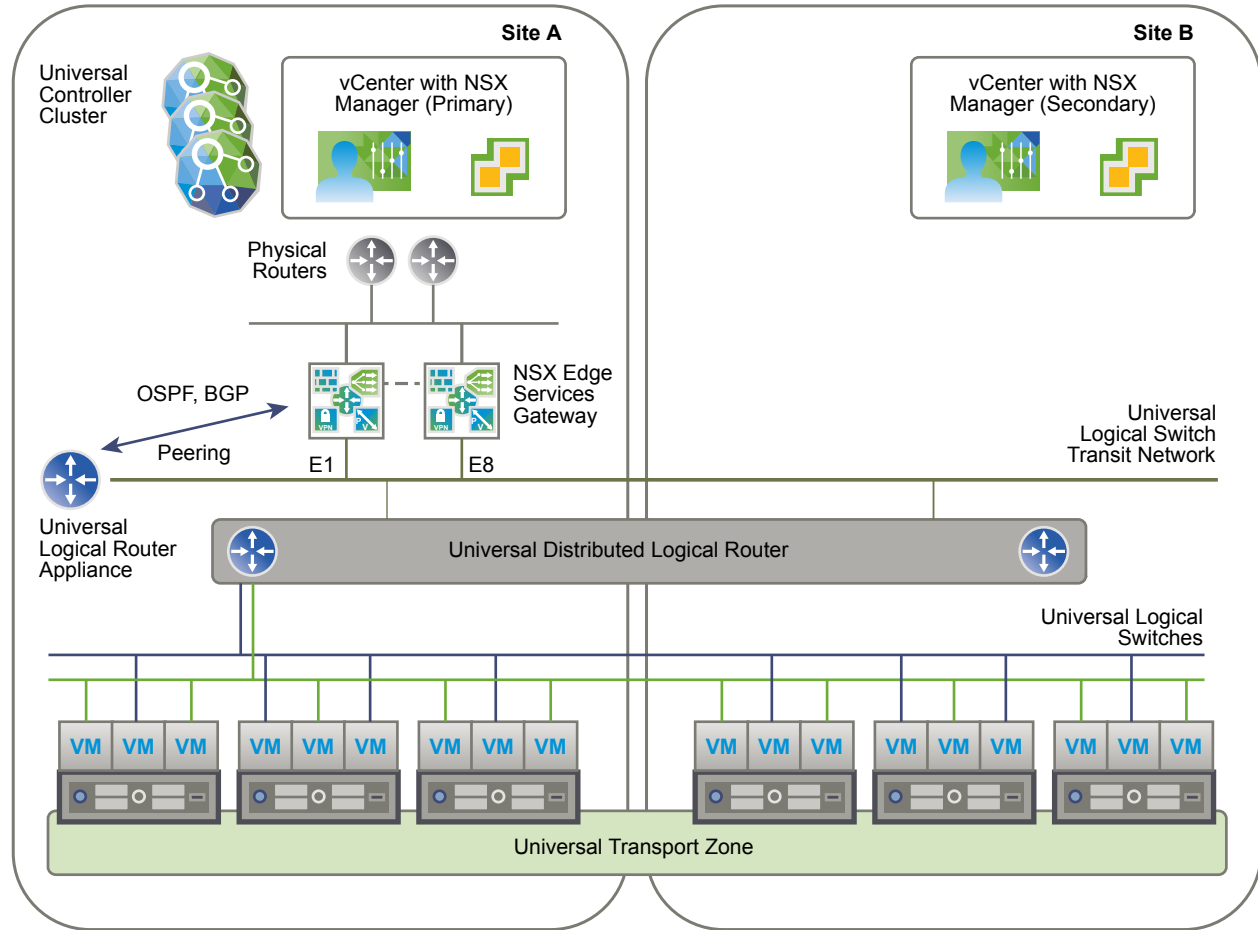 Site A
Site B
Universal
Controller
Cluster
vCenter with NSX
Manager (Primary)
vCenter with NSX
Manager (Secondary)
Physical
Routers
OSPF, BGP
Peering
VPN
P
V
VPN
P
V
NSX Edge
Services
Gateway
E1
E8
Universal
Logical Switch
Transit Network
Universal
Logical Router
Appliance
Universal Distributed Logical Router
Universal Logical
Switches
VM VM VM
VM VM VM
VM VM VM
VM VM VM
VM VM VM
VM VM VM
Universal Transport Zone